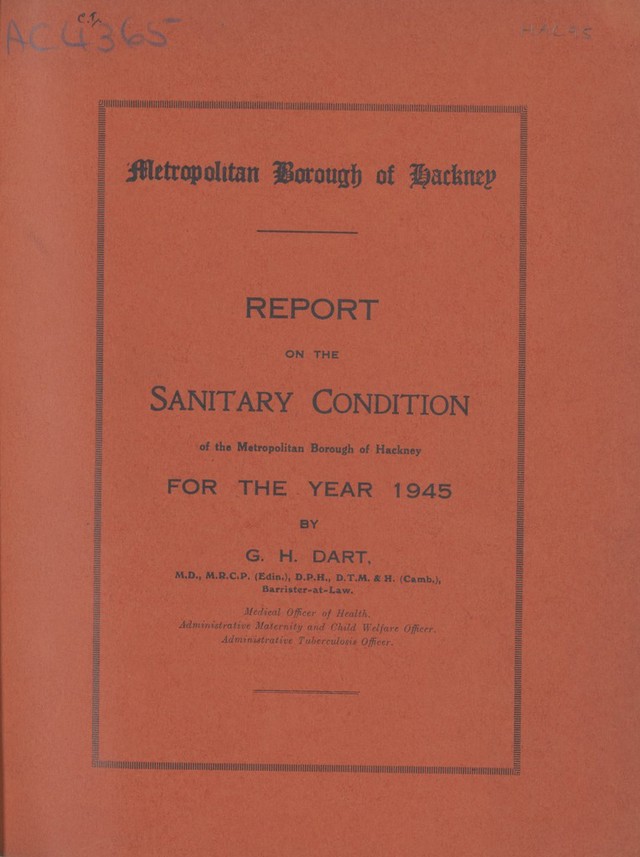 C.I.
AC4365
Metropolitan Borough of Hackney
REPORT
ON THE
SANITARY CONDITION
of the Metropolitan Borough of Hackney
FOR THE YEAR 1945
BY
G. H. DART,
M.D., M.R.C.P. (Edin.), D.P.H., D.T.M. & H. (Camb.),
Barrister-at-Law.
Medical Officer of Health.
Administrative Maternity and Child Welfare Officer.
Administrative Tuberculosis Officer.